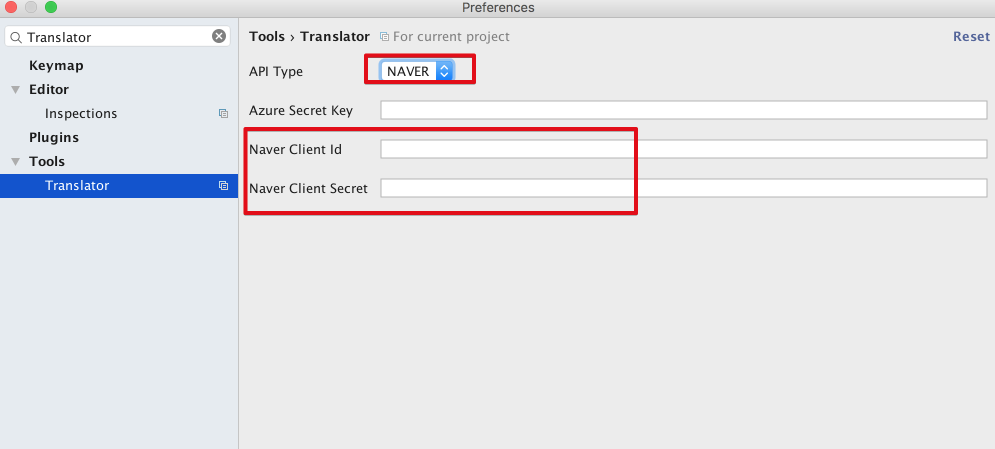 Preferences
Translator
Keymap
Editor
Inspections
Plugins
Tools
Translator
Tools › Translator For current project
Reset
API Type NAVER
Azure Secret Key
Naver Client Id
Naver Client Secret